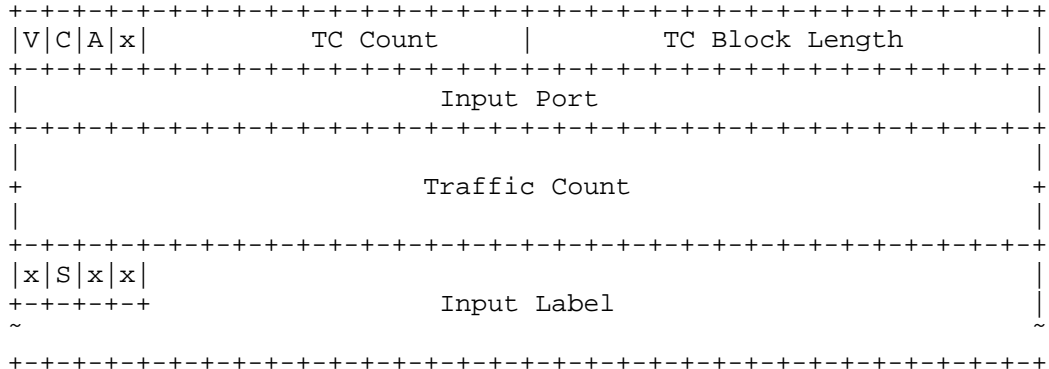 +-+-+-+-+-+-+-+-+-+-+-+-+-+-+-+-+-+-+-+-+-+-+-+-+-+-+-+-+-+-+-+-+
|V|C|A|x|          TC Count     |        TC Block Length        |
+-+-+-+-+-+-+-+-+-+-+-+-+-+-+-+-+-+-+-+-+-+-+-+-+-+-+-+-+-+-+-+-+
|                          Input Port                           |
+-+-+-+-+-+-+-+-+-+-+-+-+-+-+-+-+-+-+-+-+-+-+-+-+-+-+-+-+-+-+-+-+
|                                                               |
+                         Traffic Count                         +
|                                                               |
+-+-+-+-+-+-+-+-+-+-+-+-+-+-+-+-+-+-+-+-+-+-+-+-+-+-+-+-+-+-+-+-+
|x|S|x|x|                                                       |
+-+-+-+-+                  Input Label                          |
~                                                               ~
+-+-+-+-+-+-+-+-+-+-+-+-+-+-+-+-+-+-+-+-+-+-+-+-+-+-+-+-+-+-+-+-+